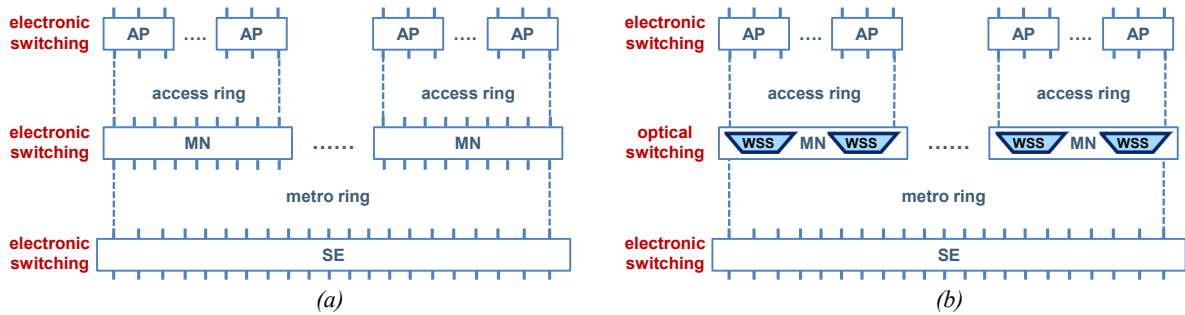 electronic switching AP .... AP AP .... AP
access ring access ring
electronic switching MN ...... MN
metro ring
electronic switching SE
(a)
electronic switching AP .... AP AP .... AP
access ring access ring
optical switching WSS MN WSS ...... WSS MN WSS
metro ring
electronic switching SE
(b)